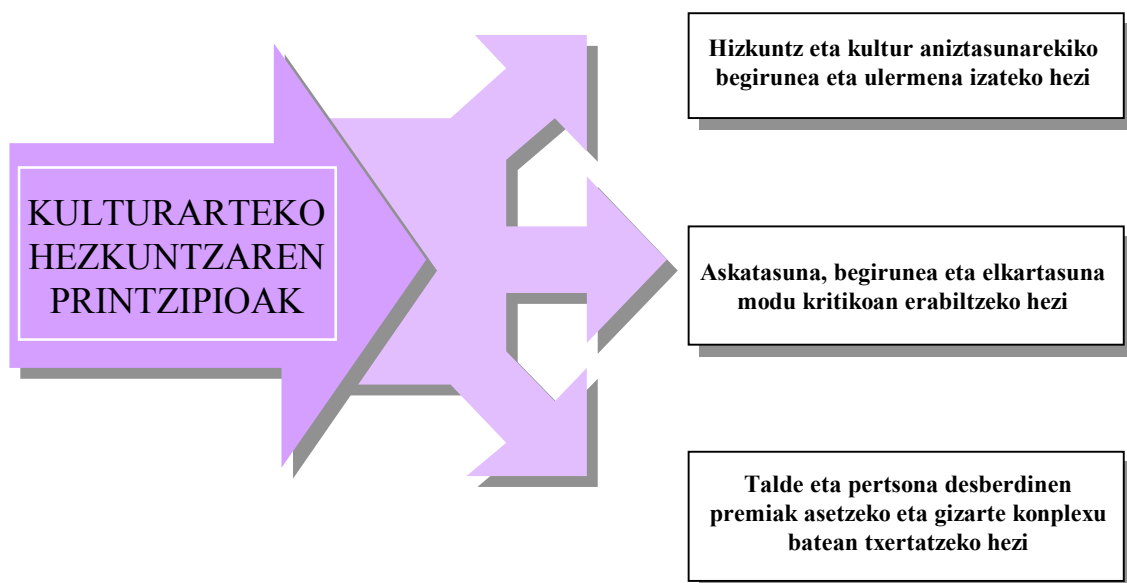 KULTURARTEKO
HEZKUNTZAREN
PRINTZIPIOAK
Hizkuntz eta kultur aniztasunarekiko
begirunea eta ulermena izateko hezi
Askatasuna, begirunea eta elkartasuna
modu kritikoan erabiltzeko hezi
Talde eta pertsona desberdinen
premiak asetzeko eta gizarte konplexu
batean txertatzeko hezi